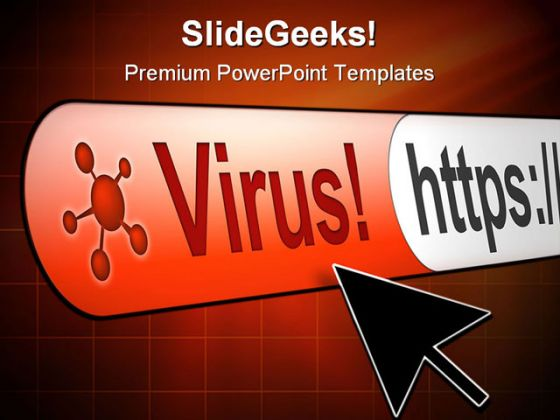 SlideGeeks!
Premium PowerPoint Templates
Virus! https:/